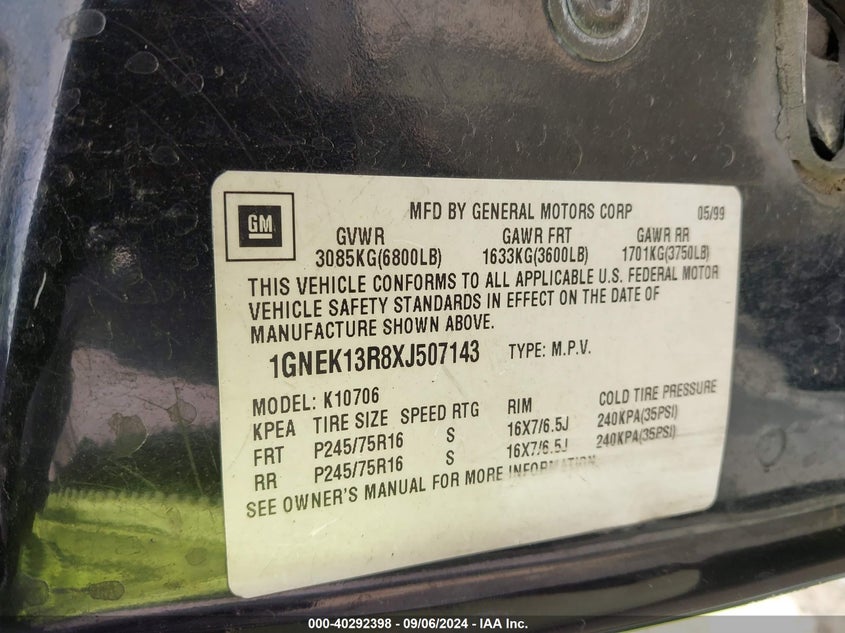 GM
MFD BY GENERAL MOTORS CORP 05/99
GVWR GAWR FRT GAWR RR
3085KG(6800LB) 1633KG(3600LB) 1701KG(3750LB)
THIS VEHICLE CONFORMS TO ALL APPLICABLE U.S. FEDERAL MOTOR
VEHICLE SAFETY STANDARDS IN EFFECT ON THE DATE OF
MANUFACTURE SHOWN ABOVE.
1GNEK13R8XJ507143 TYPE: M.P.V.
MODEL: K10706
KPEA TIRE SIZE SPEED RTG RIM COLD TIRE PRESSURE
FRT P245/75R16 S 16X7/6.5J 240KPA(35PSI)
RR P245/75R16 S 16X7/6.5J 240KPA(35PSI)
SEE OWNER'S MANUAL FOR MORE INFORMATION
000-40292398 - 09/06/2024 - IAA Inc.